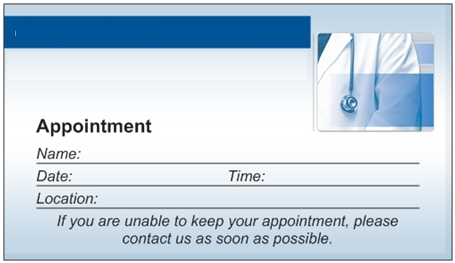 Appointment
Name:
Date: Time:
Location:
If you are unable to keep your appointment, please
contact us as soon as possible.